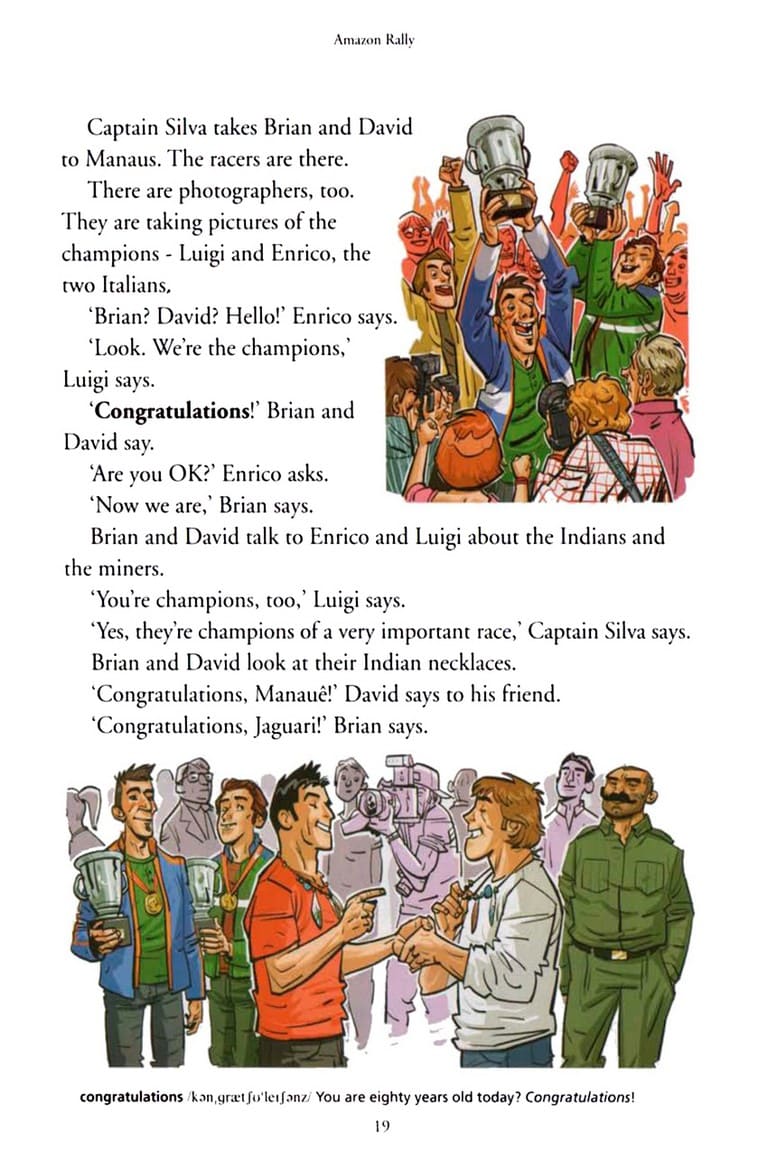 Amazon Rally
Captain Silva takes Brian and David
to Manaus. The racers are there.
There are photographers, too.
They are taking pictures of the
champions - Luigi and Enrico, the
two Italians.
‘Brian? David? Hello!’ Enrico says.
‘Look. We’re the champions,’
Luigi says.
‘Congratulations!’ Brian and
David say.
‘Are you OK?’ Enrico asks.
‘Now we are,’ Brian says.
Brian and David talk to Enrico and Luigi about the Indians and
the miners.
‘You’re champions, too,’ Luigi says.
‘Yes, they’re champions of a very important race,’ Captain Silva says.
Brian and David look at their Indian necklaces.
‘Congratulations, Manauê!’ David says to his friend.
‘Congratulations, Jaguari!’ Brian says.
congratulations /kənˌgrætʃʊˈleɪʃənz/ You are eighty years old today? Congratulations!
19